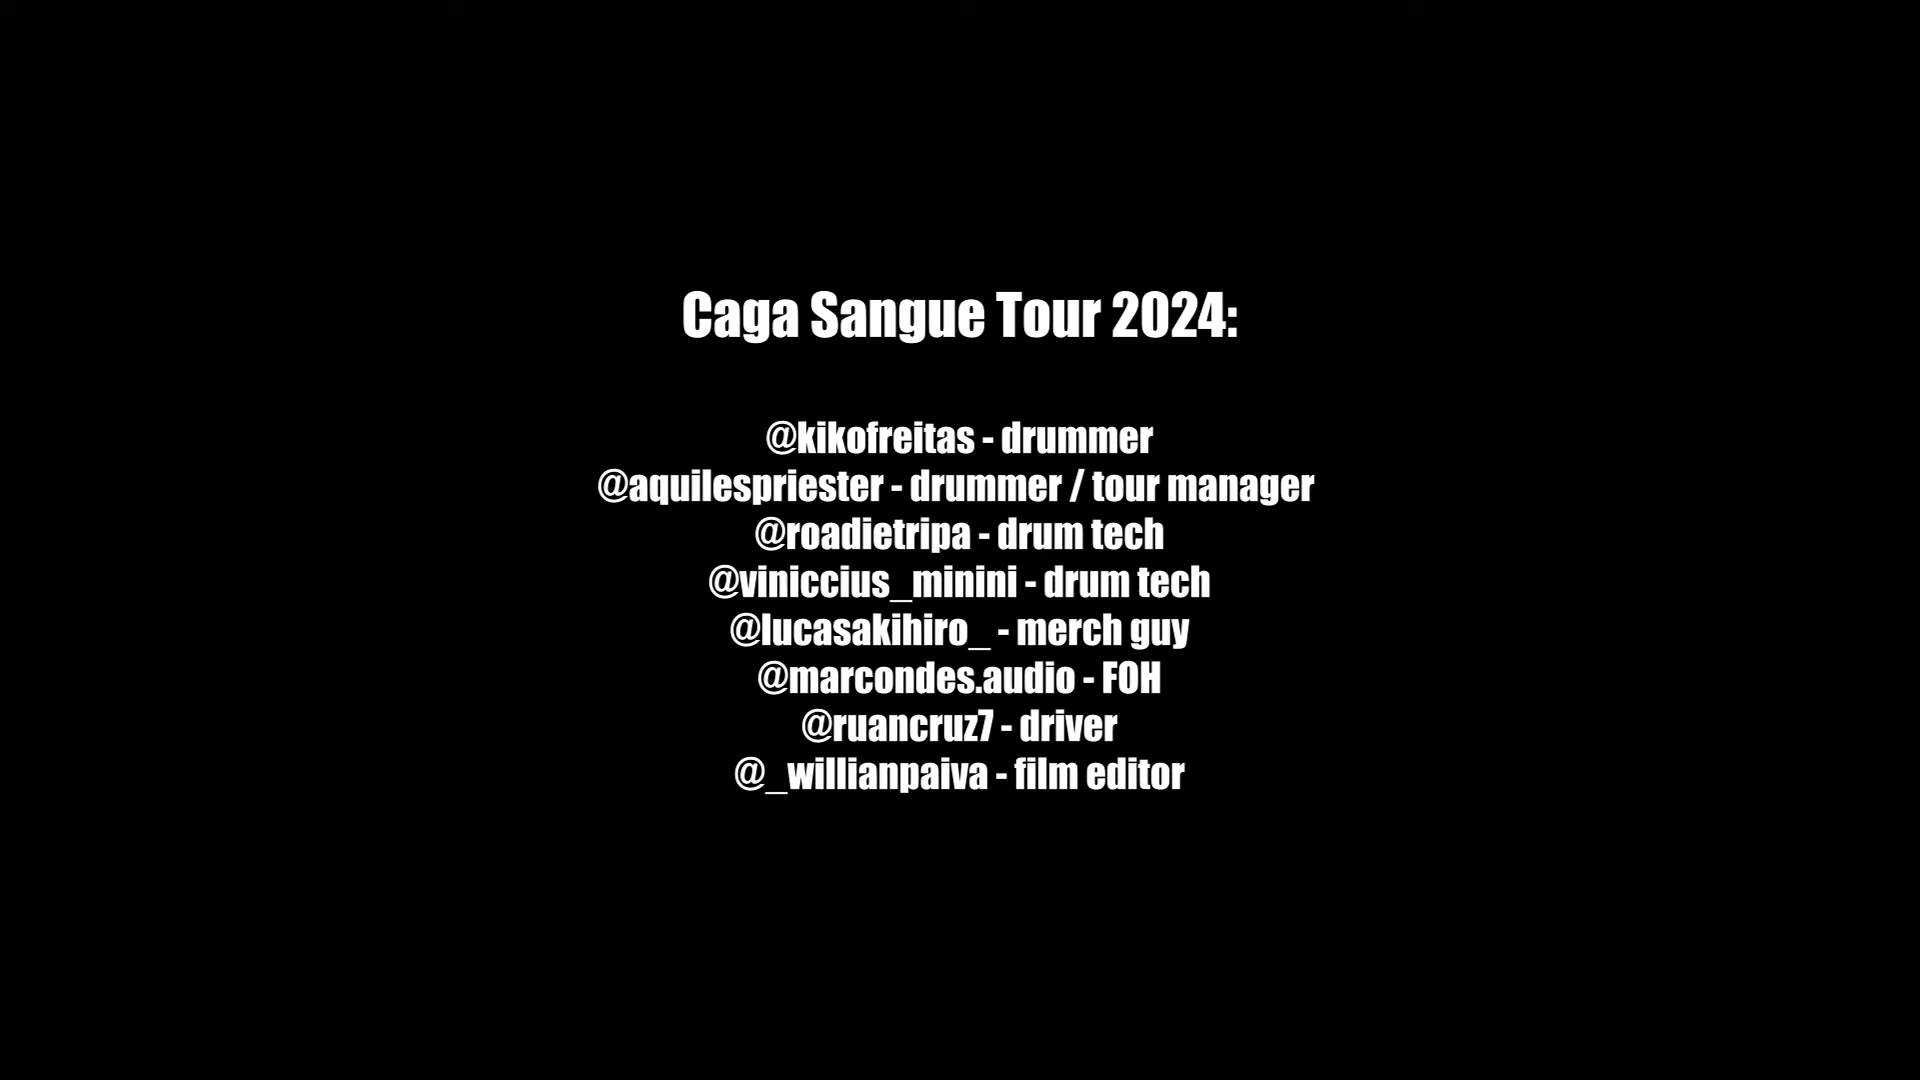 Caga Sangue Tour 2024:
@kikofreitas - drummer
@aquilespriester - drummer / tour manager
@roadietripa - drum tech
@viniccius_minini - drum tech
@lucasakihiro_ - merch guy
@marcondes.audio - FOH
@ruancruz7 - driver
@_willianpaiva - film editor